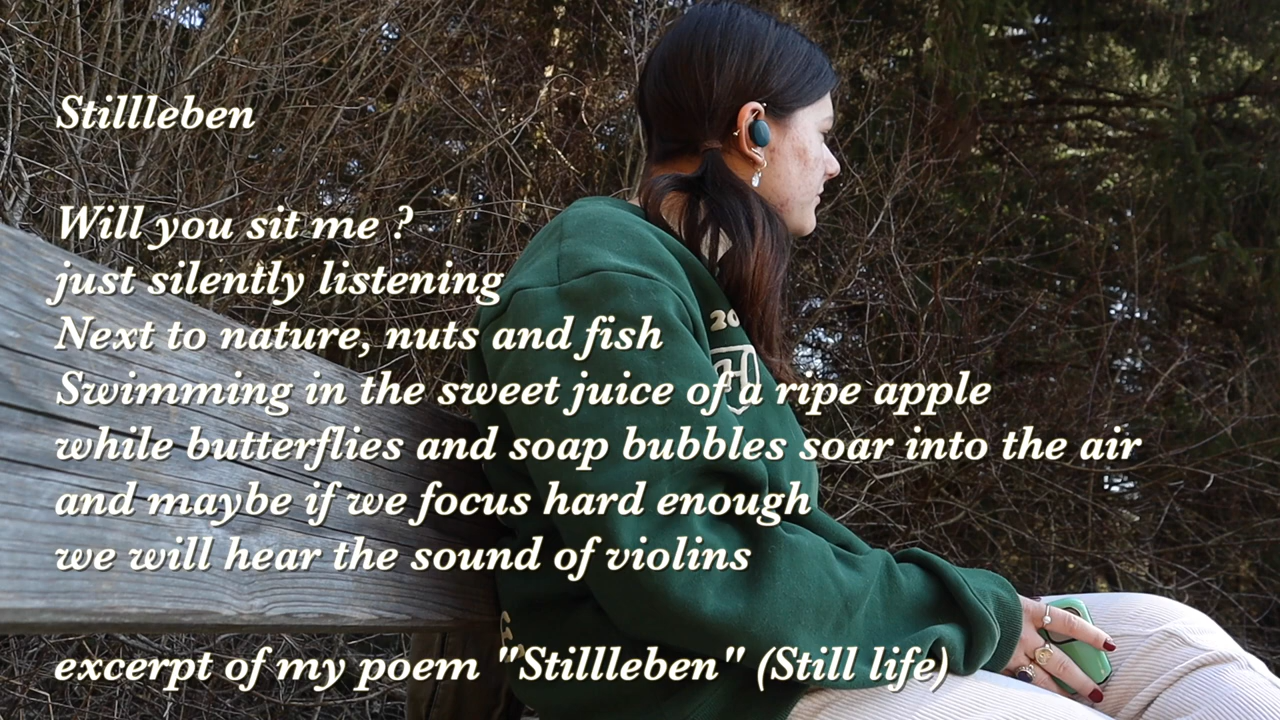 Stillleben
Will you sit me ?
just silently listening
Next to nature, nuts and fish
Swimming in the sweet juice of a ripe apple
while butterflies and soap bubbles soar into the air
and maybe if we focus hard enough
we will hear the sound of violins
excerpt of my poem "Stillleben" (Still life)
20